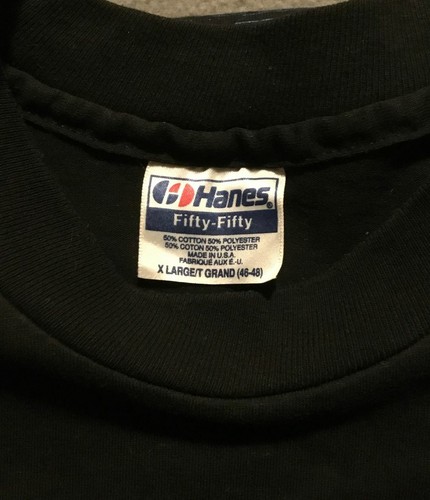 Hanes®
Fifty-Fifty
50% COTTON 50% POLYESTER
50% COTON 50% POLYESTER
MADE IN U.S.A.
FABRIQUÉ AUX É.-U.
X LARGE/T GRAND (46-48)